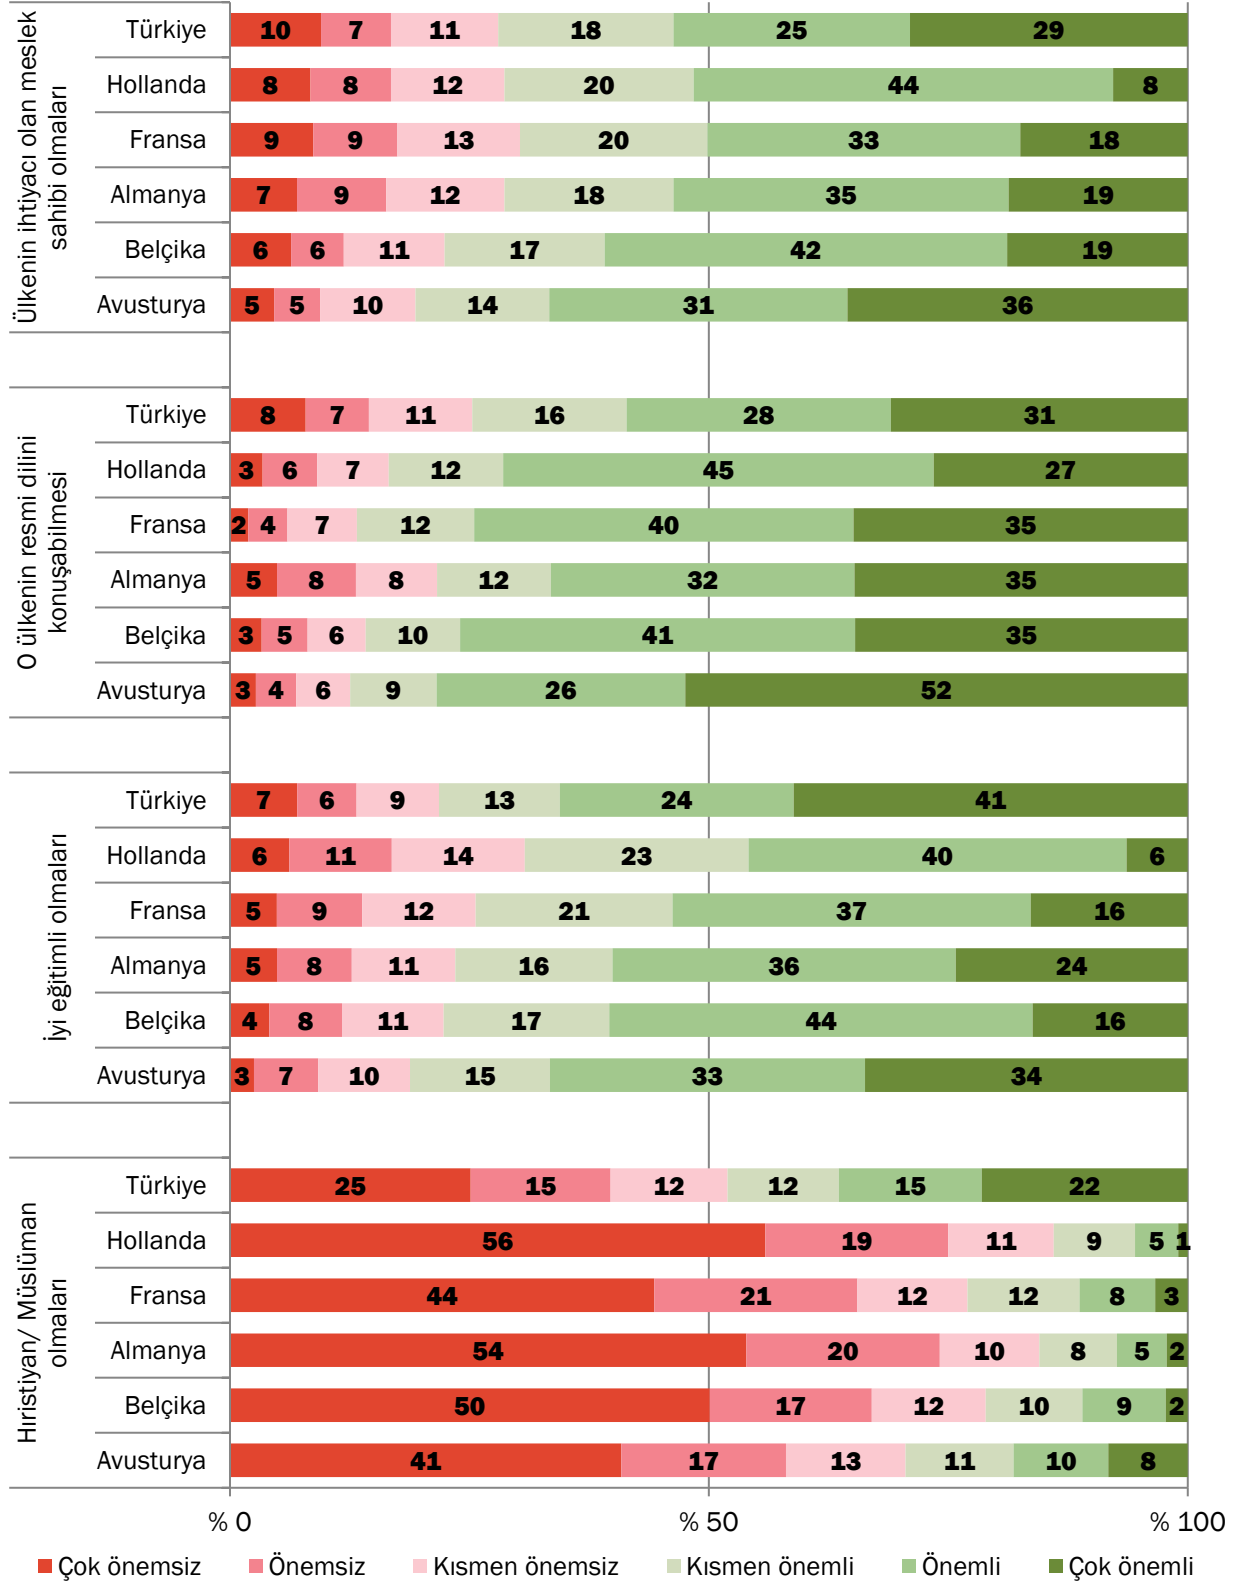 Ülkenin ihtiyacı olan meslek
sahibi olmaları
Türkiye 10 7 11 18 25 29
Hollanda 8 8 12 20 44 8
Fransa 9 9 13 20 33 18
Almanya 7 9 12 18 35 19
Belçika 6 6 11 17 42 19
Avusturya 5 5 10 14 31 36
O ülkenin resmi dilini
konuşabilmesi
Türkiye 8 7 11 16 28 31
Hollanda 3 6 7 12 45 27
Fransa 2 4 7 12 40 35
Almanya 5 8 8 12 32 35
Belçika 3 5 6 10 41 35
Avusturya 3 4 6 9 26 52
İyi eğitimli olmaları
Türkiye 7 6 9 13 24 41
Hollanda 6 11 14 23 40 6
Fransa 5 9 12 21 37 16
Almanya 5 8 11 16 36 24
Belçika 4 8 11 17 44 16
Avusturya 3 7 10 15 33 34
Hıristiyan/ Müslüman
olmaları
Türkiye 25 15 12 12 15 22
Hollanda 56 19 11 9 5 1
Fransa 44 21 12 12 8 3
Almanya 54 20 10 8 5 2
Belçika 50 17 12 10 9 2
Avusturya 41 17 13 11 10 8
% 0 % 50 % 100
Çok önemsiz Önemsiz Kısmen önemsiz Kısmen önemli Önemli Çok önemli